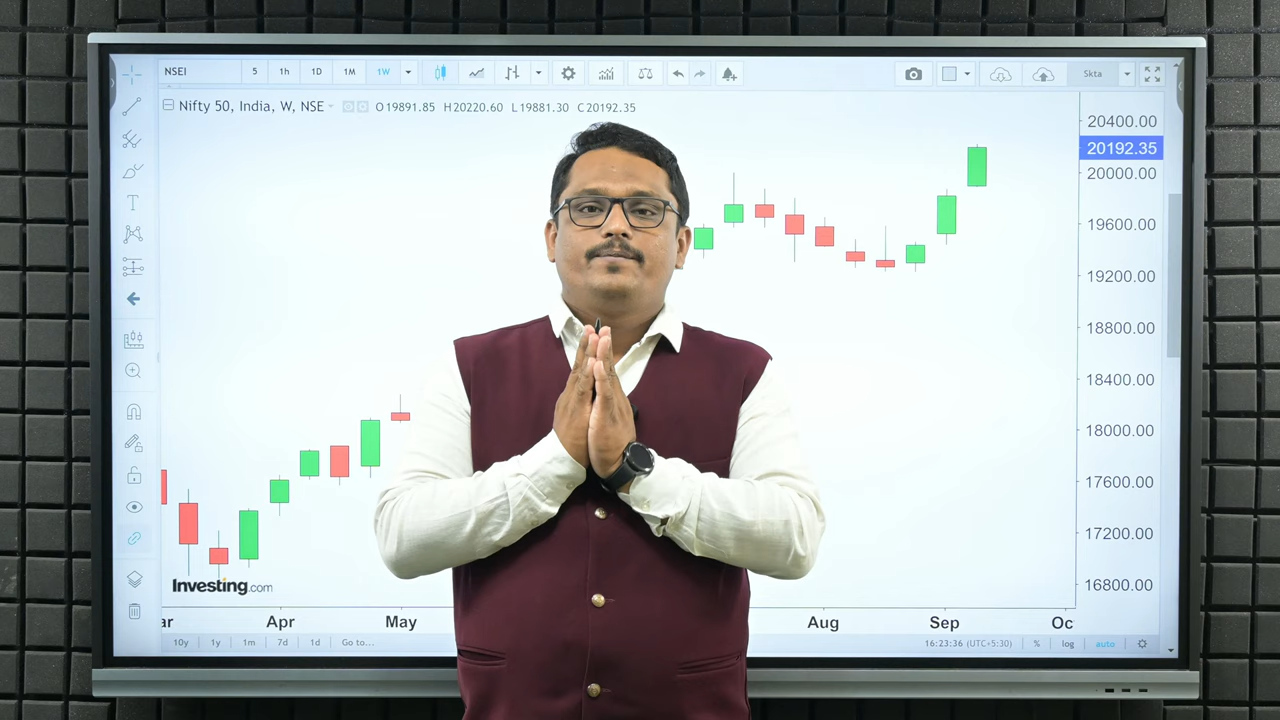 NSEI 5 1h 1D 1M 1W Skta
Nifty 50, India, W, NSE O19891.85 H20220.60 L19881.30 C20192.35
20400.00
20192.35
20000.00
19600.00
19200.00
18800.00
18400.00
18000.00
17600.00
17200.00
16800.00
Investing.com
ar Apr May Aug Sep Oc
10y 1y 1m 7d 1d Go to... 16:23:36 (UTC+5:30) % log auto